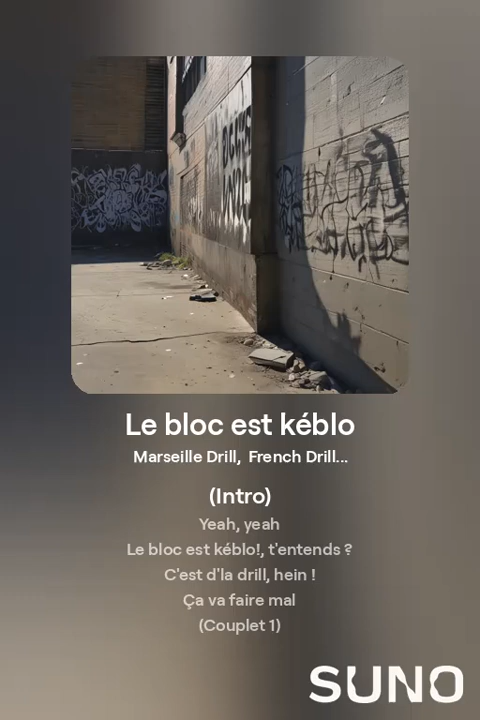 Le bloc est kéblo
Marseille Drill, French Drill...
(Intro)
Yeah, yeah
Le bloc est kéblo!, t'entends ?
C'est d'la drill, hein !
Ça va faire mal
(Couplet 1)
SUNO